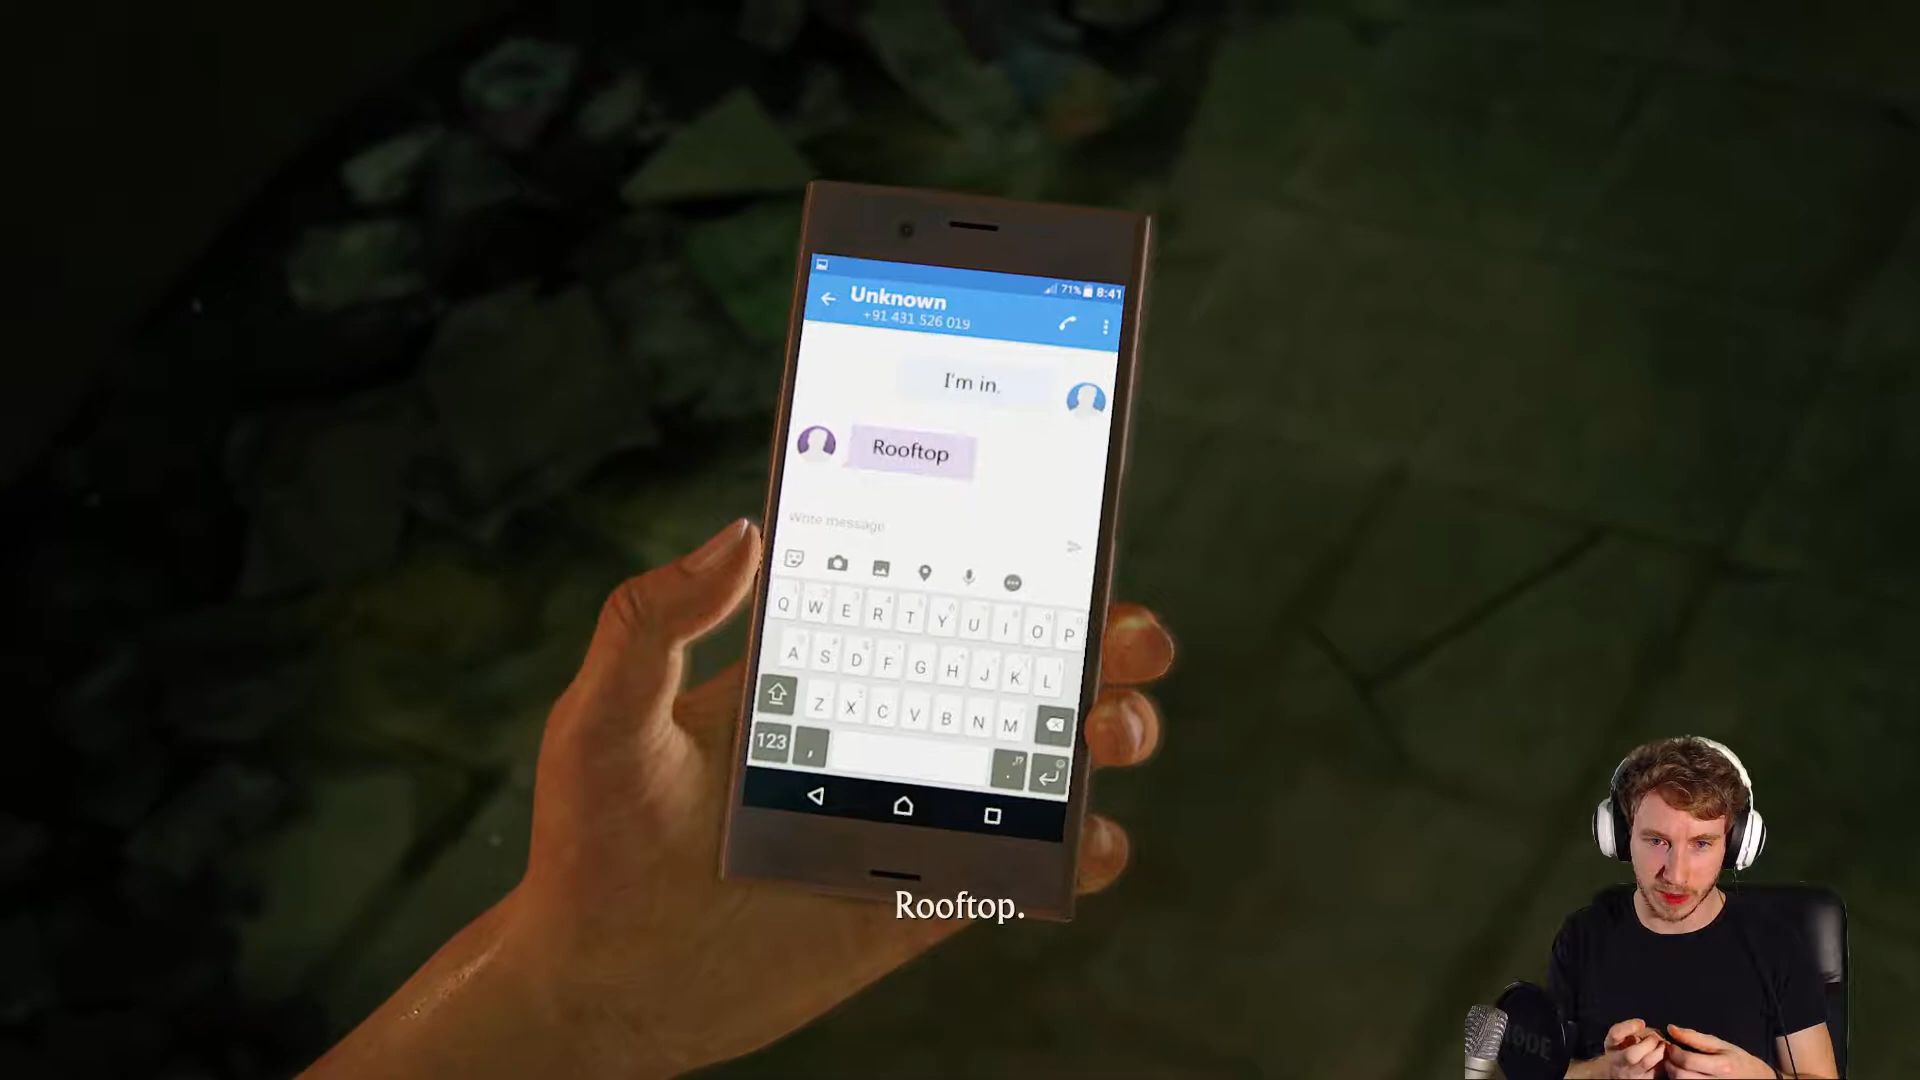 71% 8:41
Unknown
+91 431 526 019
I'm in.
Rooftop
Write message
Q W E R T Y U I O P
A S D F G H J K L
Z X C V B N M
123 , .
Rooftop.